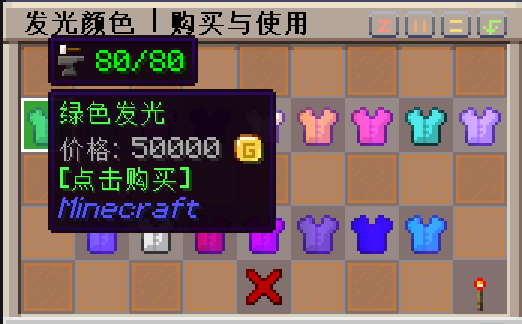 发光颜色 | 购买与使用
80/80
绿色发光
价格: 50000 G
[点击购买]
Minecraft